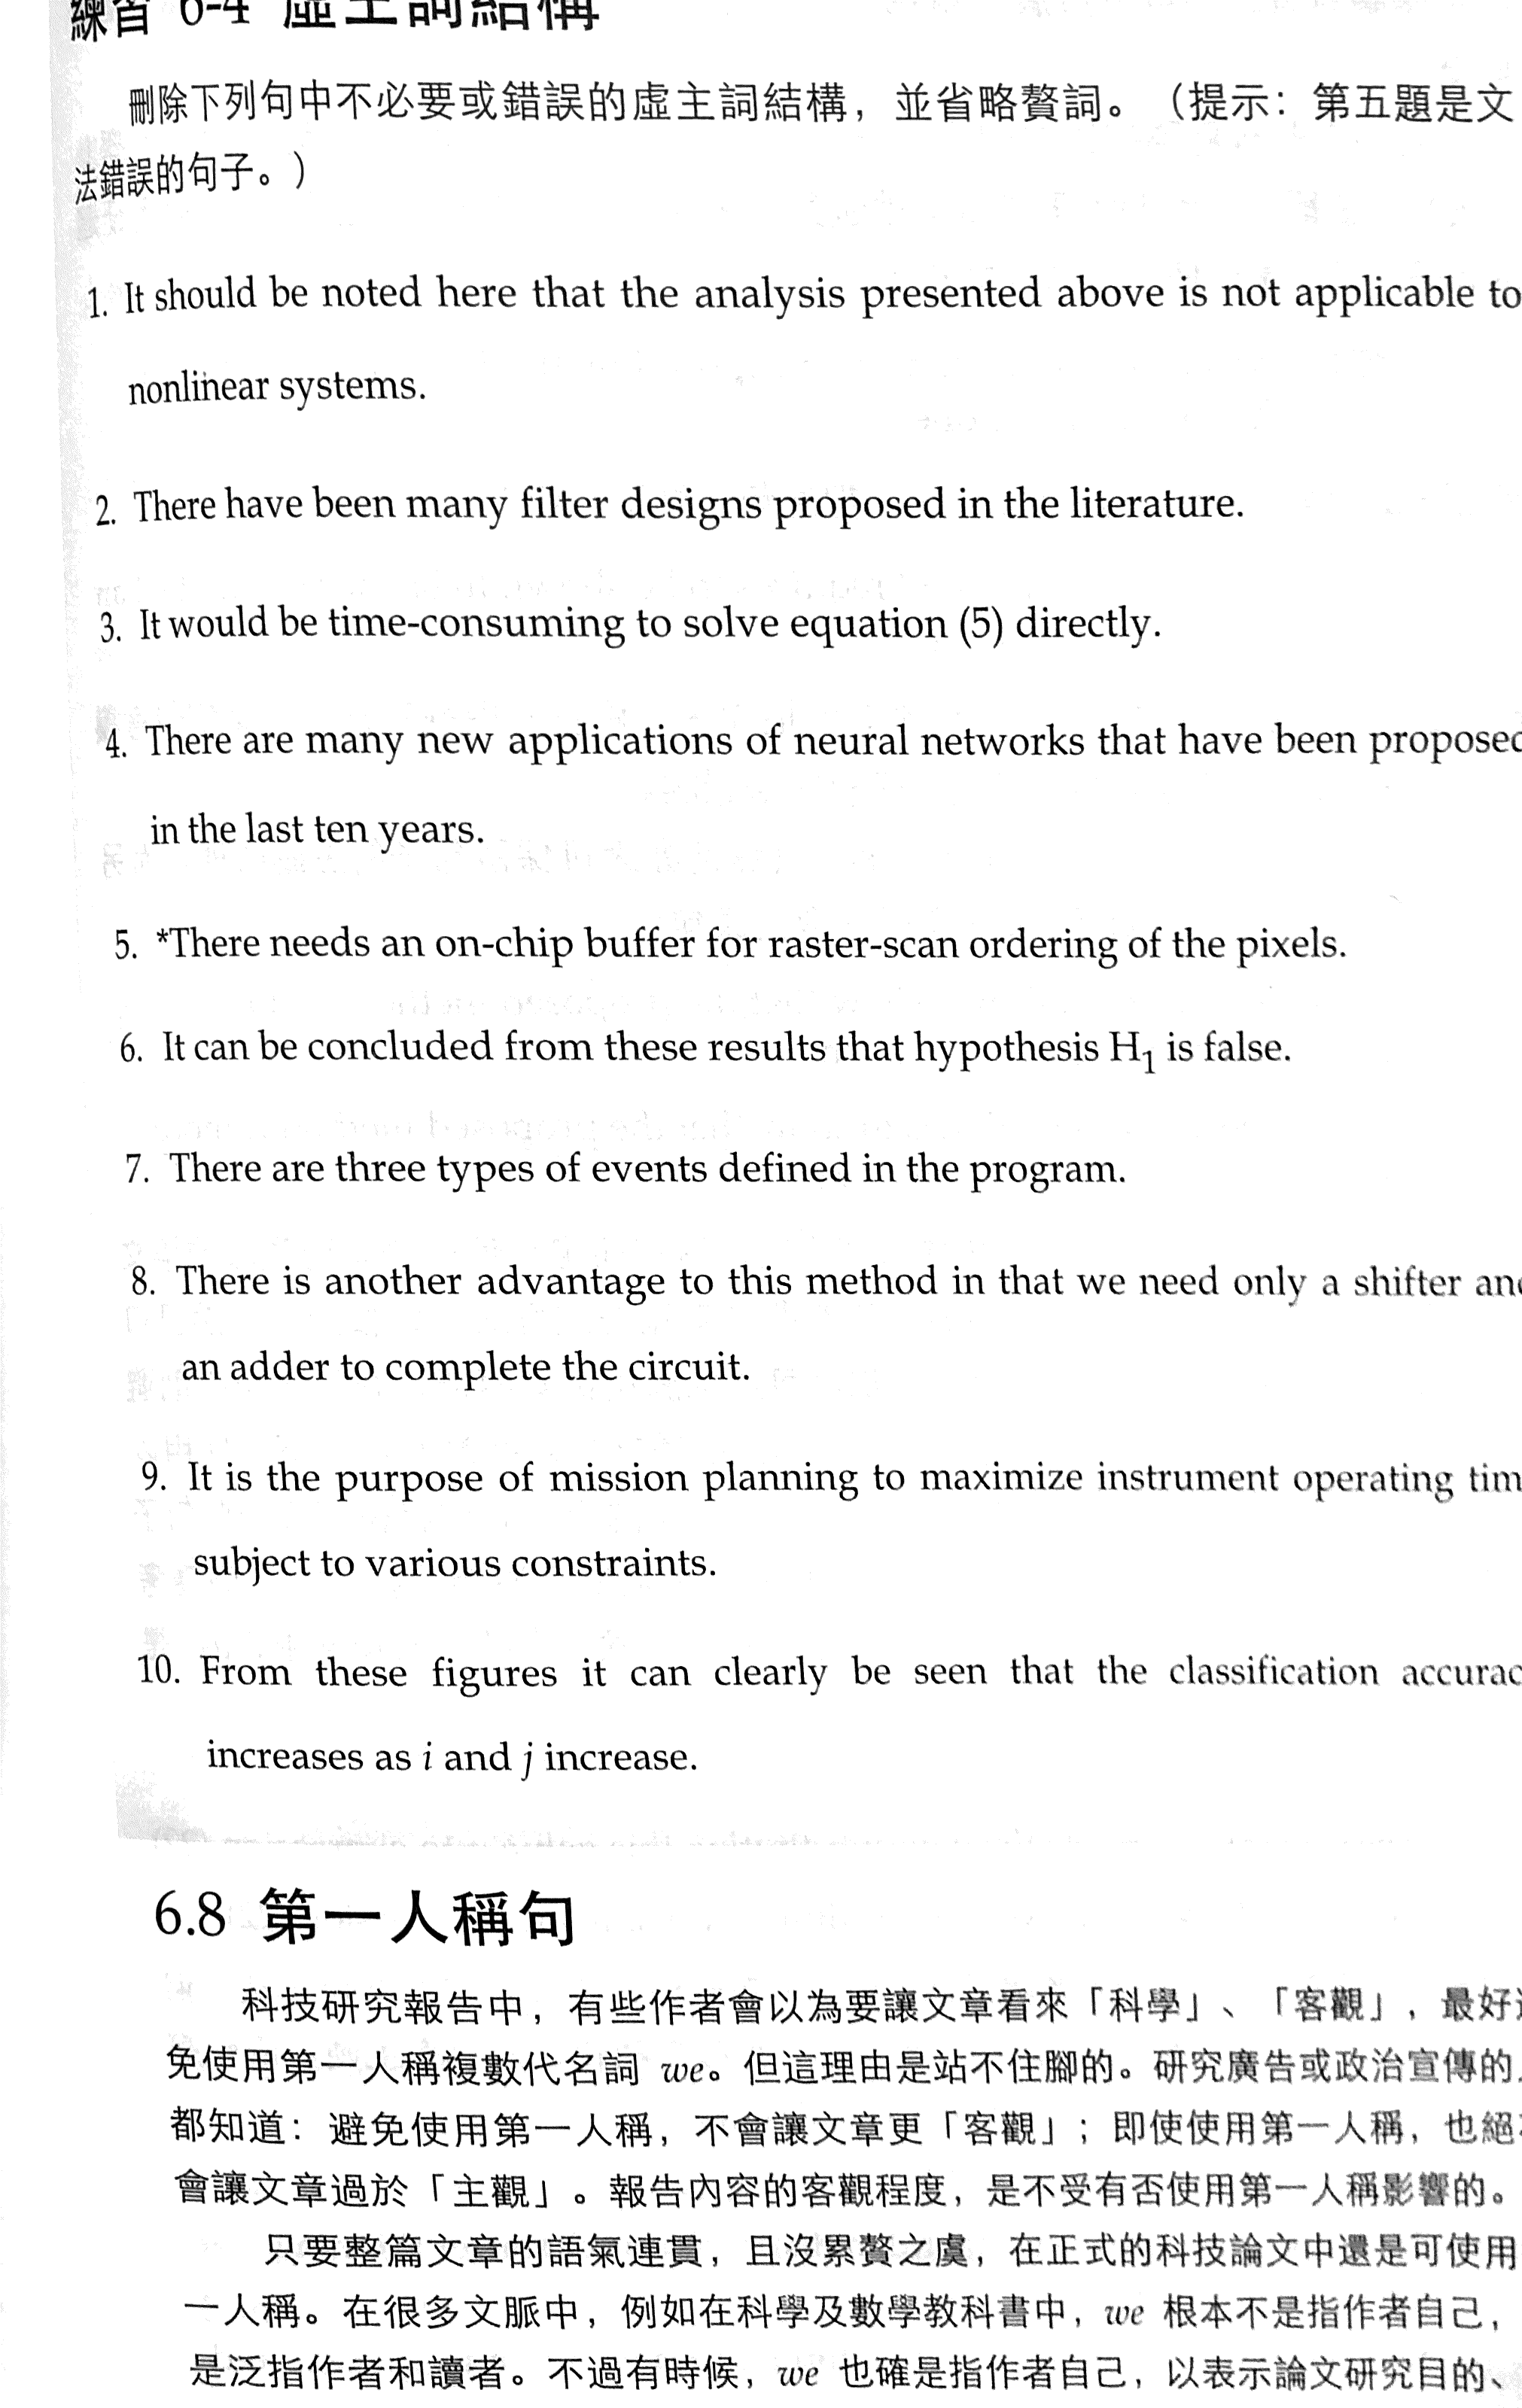 練習 6-4 虛主詞結構
刪除下列句中不必要或錯誤的虛主詞結構，並省略贅詞。（提示：第五題是文
法錯誤的句子。）
1. It should be noted here that the analysis presented above is not applicable to
nonlinear systems.
2. There have been many filter designs proposed in the literature.
3. It would be time-consuming to solve equation (5) directly.
4. There are many new applications of neural networks that have been proposed
in the last ten years.
5. *There needs an on-chip buffer for raster-scan ordering of the pixels.
6. It can be concluded from these results that hypothesis H₁ is false.
7. There are three types of events defined in the program.
8. There is another advantage to this method in that we need only a shifter and
an adder to complete the circuit.
9. It is the purpose of mission planning to maximize instrument operating tim
subject to various constraints.
10. From these figures it can clearly be seen that the classification accurac
increases as i and j increase.
6.8 第一人稱句
科技研究報告中，有些作者會以為要讓文章看來「科學」、「客觀」，最好
免使用第一人稱複數代名詞 we。但這理由是站不住腳的。研究廣告或政治宣傳的
都知道：避免使用第一人稱，不會讓文章更「客觀」；即使使用第一人稱，也絕
會讓文章過於「主觀」。報告內容的客觀程度，是不受有否使用第一人稱影響的。
只要整篇文章的語氣連貫，且沒累贅之虞，在正式的科技論文中還是可使用
一人稱。在很多文脈中，例如在科學及數學教科書中，we 根本不是指作者自己，
是泛指作者和讀者。不過有時候，we 也確是指作者自己，以表示論文研究目的、